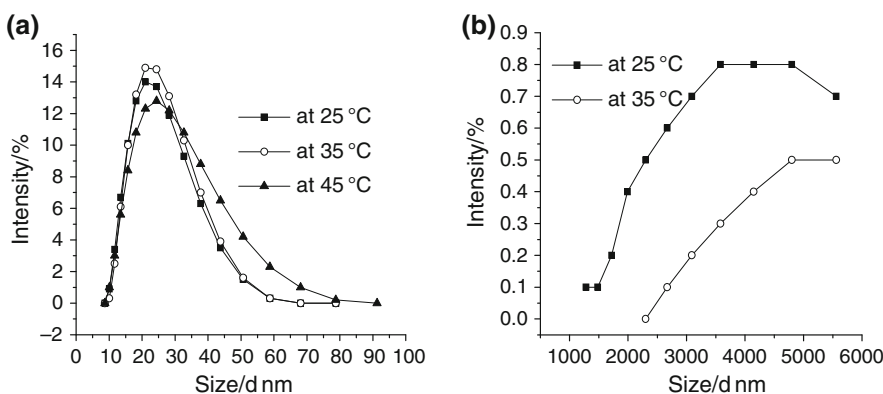 (a)
16
14
12
10
8
6
4
2
0
−2
Intensity/%
at 25 °C
at 35 °C
at 45 °C
0 10 20 30 40 50 60 70 80 90 100
Size/d nm
(b)
0.9
0.8
0.7
0.6
0.5
0.4
0.3
0.2
0.1
0.0
Intensity/%
at 25 °C
at 35 °C
1000 2000 3000 4000 5000 6000
Size/d nm